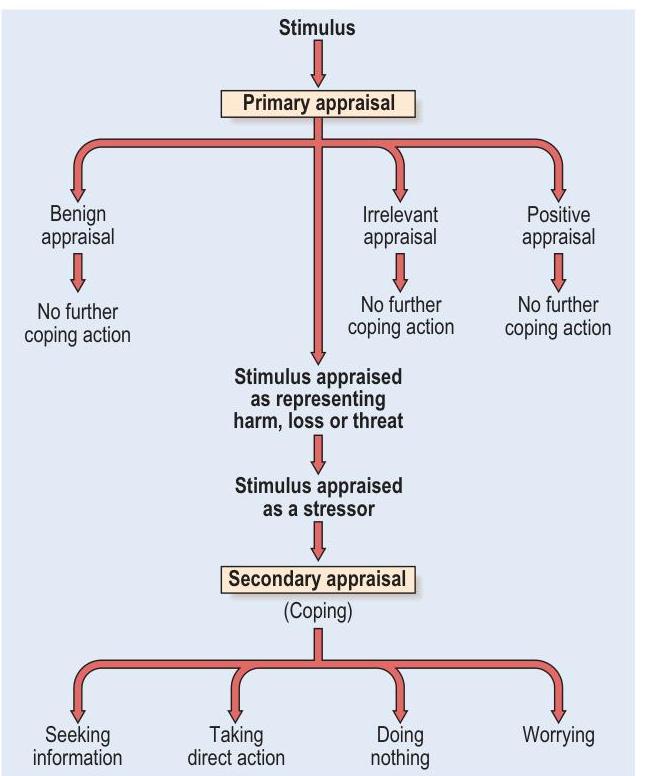 Stimulus
Primary appraisal
Benign
appraisal
Irrelevant
appraisal
Positive
appraisal
No further
coping action
No further
coping action
No further
coping action
Stimulus appraised
as representing
harm, loss or threat
Stimulus appraised
as a stressor
Secondary appraisal
(Coping)
Seeking
information
Taking
direct action
Doing
nothing
Worrying